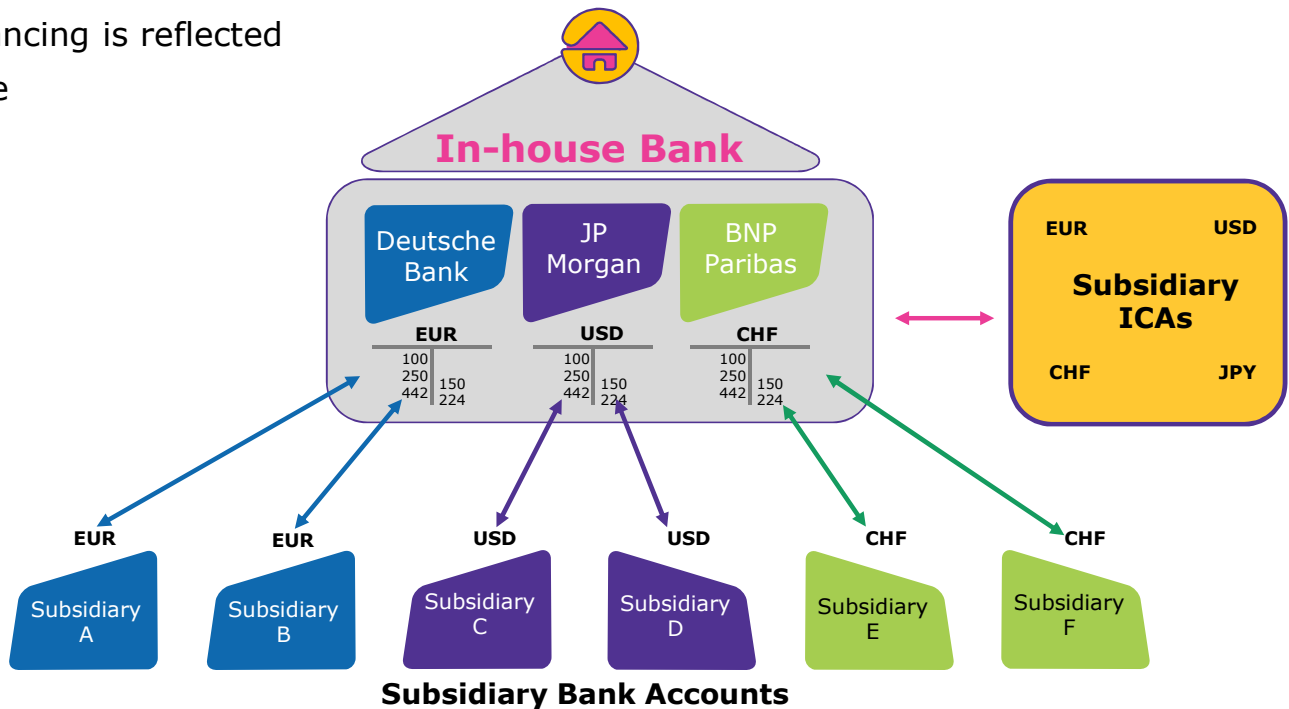 ancing is reflected
e
In-house Bank
Deutsche
Bank
JP
Morgan
BNP
Paribas
EUR
100
250
442
150
224
USD
100
250
442
150
224
CHF
100
250
442
150
224
EUR
USD
Subsidiary
ICAs
CHF
JPY
EUR
EUR
USD
USD
CHF
CHF
Subsidiary
A
Subsidiary
B
Subsidiary
C
Subsidiary
D
Subsidiary
E
Subsidiary
F
Subsidiary Bank Accounts